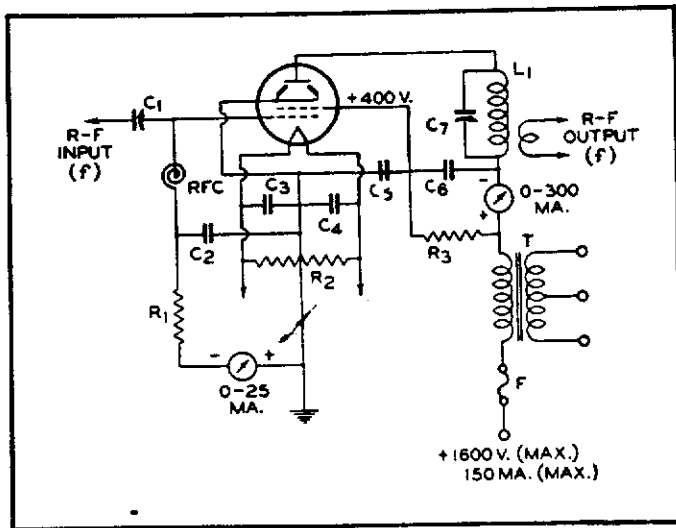 C1
R-F
INPUT
(f)
RFC
C2
R1
C3
C4
R2
0-25
MA.
- +
+400 V.
C5
C6
R3
L1
C7
R-F
OUTPUT
(f)
-
+
0-300
MA.
T
F
+1600 V. (MAX.)
150 MA. (MAX.)